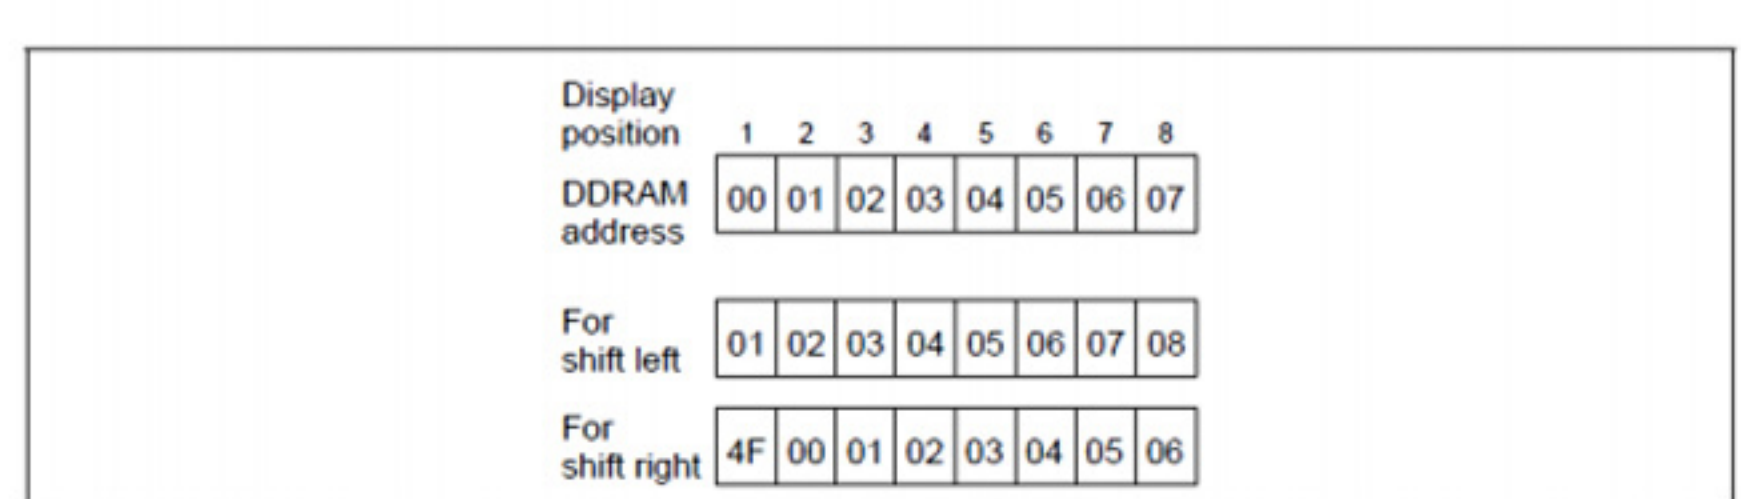 Display
position 1 2 3 4 5 6 7 8
DDRAM
address 00 01 02 03 04 05 06 07
For
shift left 01 02 03 04 05 06 07 08
For
shift right 4F 00 01 02 03 04 05 06